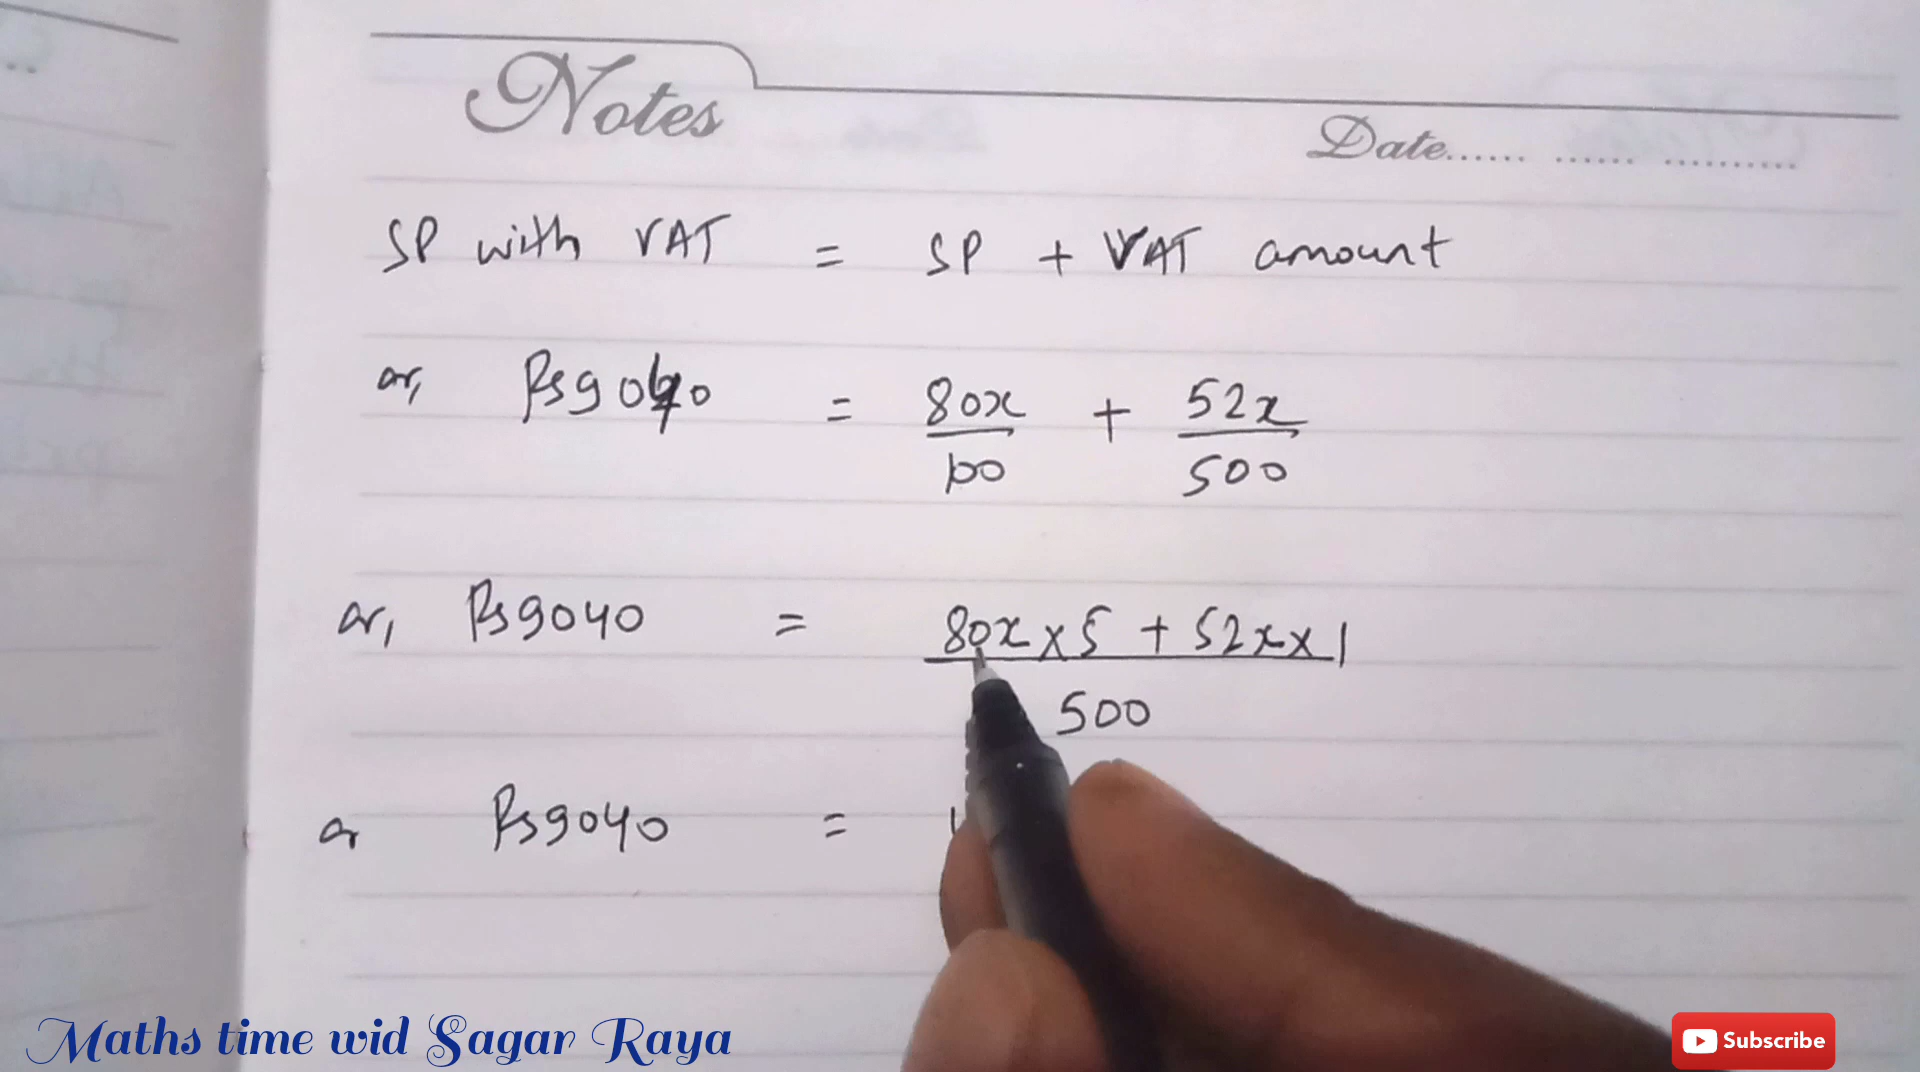 Notes
Date...... ...... ..........
SP with VAT = SP + VAT amount
or, Rs9040 = 80x/100 + 52x/500
or, Rs9040 = 80x×5 + 52x×1 / 500
or Rs9040 =
Maths time wid Sagar Raya
Subscribe